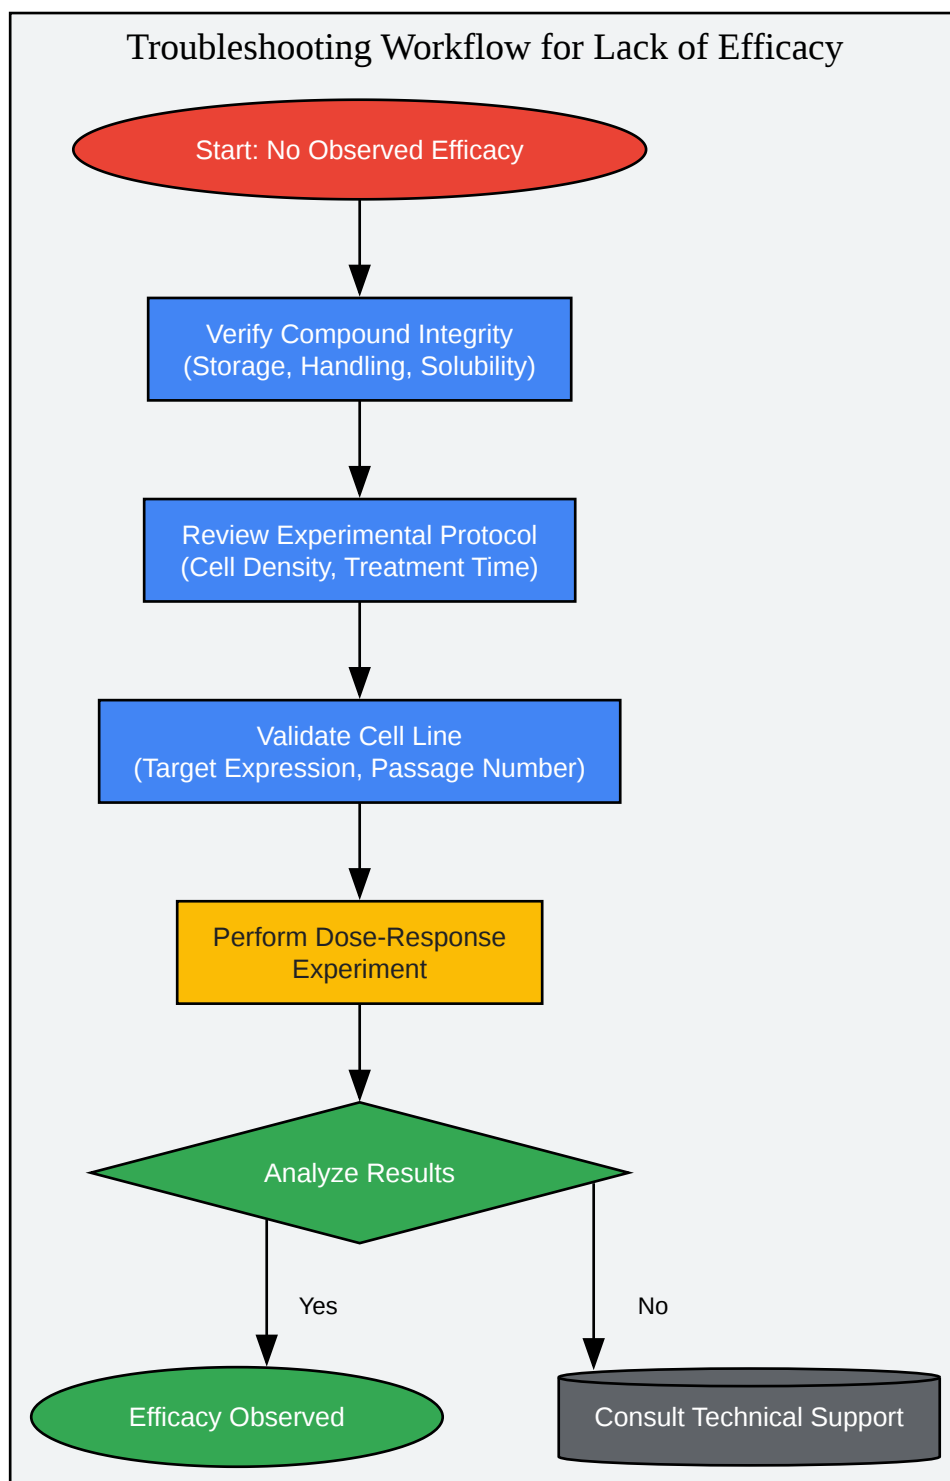 Troubleshooting Workflow for Lack of Efficacy
Start: No Observed Efficacy
Verify Compound Integrity
(Storage, Handling, Solubility)
Review Experimental Protocol
(Cell Density, Treatment Time)
Validate Cell Line
(Target Expression, Passage Number)
Perform Dose-Response
Experiment
Analyze Results
Yes
No
Efficacy Observed
Consult Technical Support